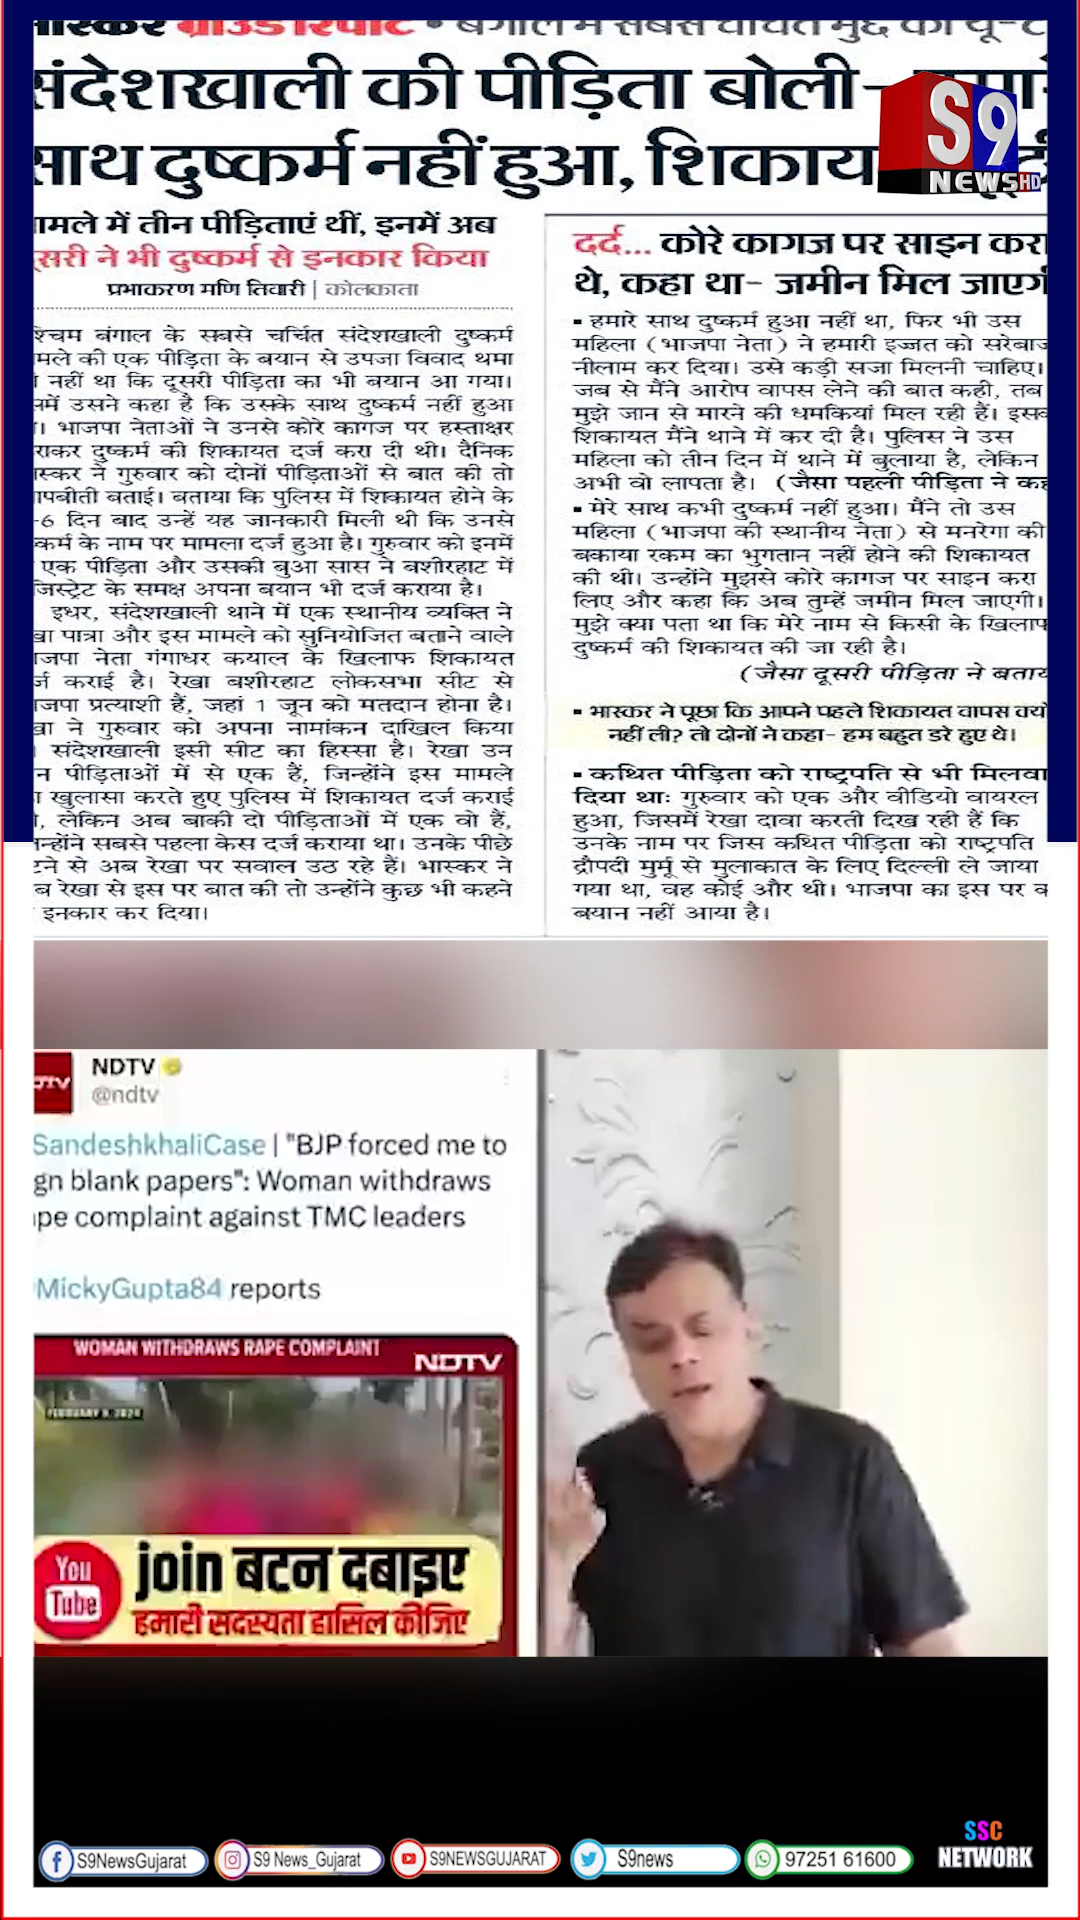 भास्कर ग्राउंड रिपोर्ट • बंगाल में सबसे चर्चित मुद्दे का यू-ट
संदेशखाली की पीड़िता बोली-
साथ दुष्कर्म नहीं हुआ, शिकाय
S9
NEWS HD
ामले में तीन पीड़िताएं थीं, इनमें अब
ूसरी ने भी दुष्कर्म से इनकार किया
प्रभाकरण मणि तिवारी | कोलकाता
श्चिम बंगाल के सबसे चर्चित संदेशखाली दुष्कर्म
मले की एक पीड़िता के बयान से उपजा विवाद थमा
नहीं था कि दूसरी पीड़िता का भी बयान आ गया।
समें उसने कहा है कि उसके साथ दुष्कर्म नहीं हुआ
। भाजपा नेताओं ने उनसे कोरे कागज पर हस्ताक्षर
राकर दुष्कर्म की शिकायत दर्ज करा दी थी। दैनिक
ास्कर ने गुरुवार को दोनों पीड़िताओं से बात की तो
ापबीती बताई। बताया कि पुलिस में शिकायत होने के
-6 दिन बाद उन्हें यह जानकारी मिली थी कि उनसे
कर्म के नाम पर मामला दर्ज हुआ है। गुरुवार को इनमें
एक पीड़िता और उसकी बुआ सास ने बशीरहाट में
जिस्ट्रेट के समक्ष अपना बयान भी दर्ज कराया है।
इधर, संदेशखाली थाने में एक स्थानीय व्यक्ति ने
खा पात्रा और इस मामले को सुनियोजित बताने वाले
ाजपा नेता गंगाधर कयाल के खिलाफ शिकायत
र्ज कराई है। रेखा बशीरहाट लोकसभा सीट से
ाजपा प्रत्याशी हैं, जहां 1 जून को मतदान होना है।
खा ने गुरुवार को अपना नामांकन दाखिल किया
। संदेशखाली इसी सीट का हिस्सा है। रेखा उन
न पीड़िताओं में से एक हैं, जिन्होंने इस मामले
ा खुलासा करते हुए पुलिस में शिकायत दर्ज कराई
, लेकिन अब बाकी दो पीड़िताओं में एक वो हैं,
न्होंने सबसे पहला केस दर्ज कराया था। उनके पीछे
टने से अब रेखा पर सवाल उठ रहे हैं। भास्कर ने
ब रेखा से इस पर बात की तो उन्होंने कुछ भी कहने
इनकार कर दिया।
दर्द... कोरे कागज पर साइन करा
थे, कहा था- जमीन मिल जाएगी
▪ हमारे साथ दुष्कर्म हुआ नहीं था, फिर भी उस
महिला (भाजपा नेता) ने हमारी इज्जत को सरेबाज
नीलाम कर दिया। उसे कड़ी सजा मिलनी चाहिए।
जब से मैंने आरोप वापस लेने की बात कही, तब
मुझे जान से मारने की धमकियां मिल रही हैं। इसक
शिकायत मैंने थाने में कर दी है। पुलिस ने उस
महिला को तीन दिन में थाने में बुलाया है, लेकिन
अभी वो लापता है। (जैसा पहली पीड़िता ने कह
▪ मेरे साथ कभी दुष्कर्म नहीं हुआ। मैंने तो उस
महिला (भाजपा की स्थानीय नेता) से मनरेगा की
बकाया रकम का भुगतान नहीं होने की शिकायत
की थी। उन्होंने मुझसे कोरे कागज पर साइन करा
लिए और कहा कि अब तुम्हें जमीन मिल जाएगी।
मुझे क्या पता था कि मेरे नाम से किसी के खिलाफ
दुष्कर्म की शिकायत की जा रही है।
(जैसा दूसरी पीड़िता ने बताय
▪ भास्कर ने पूछा कि आपने पहले शिकायत वापस क्यों
नहीं ली? तो दोनों ने कहा- हम बहुत डरे हुए थे।
▪ कथित पीड़िता को राष्ट्रपति से भी मिलवा
दिया थाः गुरुवार को एक और वीडियो वायरल
हुआ, जिसमें रेखा दावा करती दिख रही हैं कि
उनके नाम पर जिस कथित पीड़िता को राष्ट्रपति
द्रौपदी मुर्मू से मुलाकात के लिए दिल्ली ले जाया
गया था, वह कोई और थी। भाजपा का इस पर क
बयान नहीं आया है।
NDTV
@ndtv
SandeshkhaliCase | "BJP forced me to
gn blank papers": Woman withdraws
pe complaint against TMC leaders
MickyGupta84 reports
WOMAN WITHDRAWS RAPE COMPLAINT
NDTV
FEBRUARY 9, 2024
You
Tube
join बटन दबाइए
हमारी सदस्यता हासिल कीजिए
SSC
NETWORK
S9NewsGujarat
S9 News_Gujarat
S9NEWSGUJARAT
S9news
97251 61600